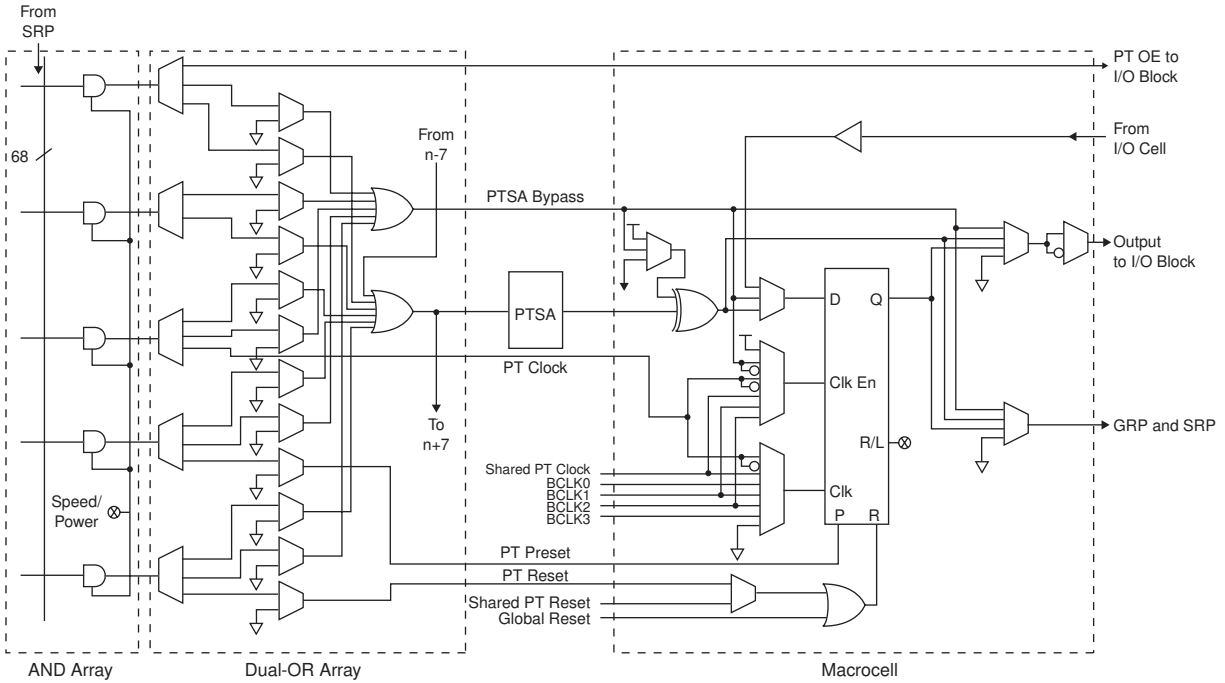 From
SRP
PT OE to
I/O Block
From
n-7
From
I/O Cell
68
PTSA Bypass
Output
to I/O Block
D
Q
PTSA
PT Clock
Clk En
To
n+7
GRP and SRP
R/L
Shared PT Clock
BCLK0
BCLK1
BCLK2
BCLK3
Clk
Speed/
Power
P
R
PT Preset
PT Reset
Shared PT Reset
Global Reset
AND Array
Dual-OR Array
Macrocell